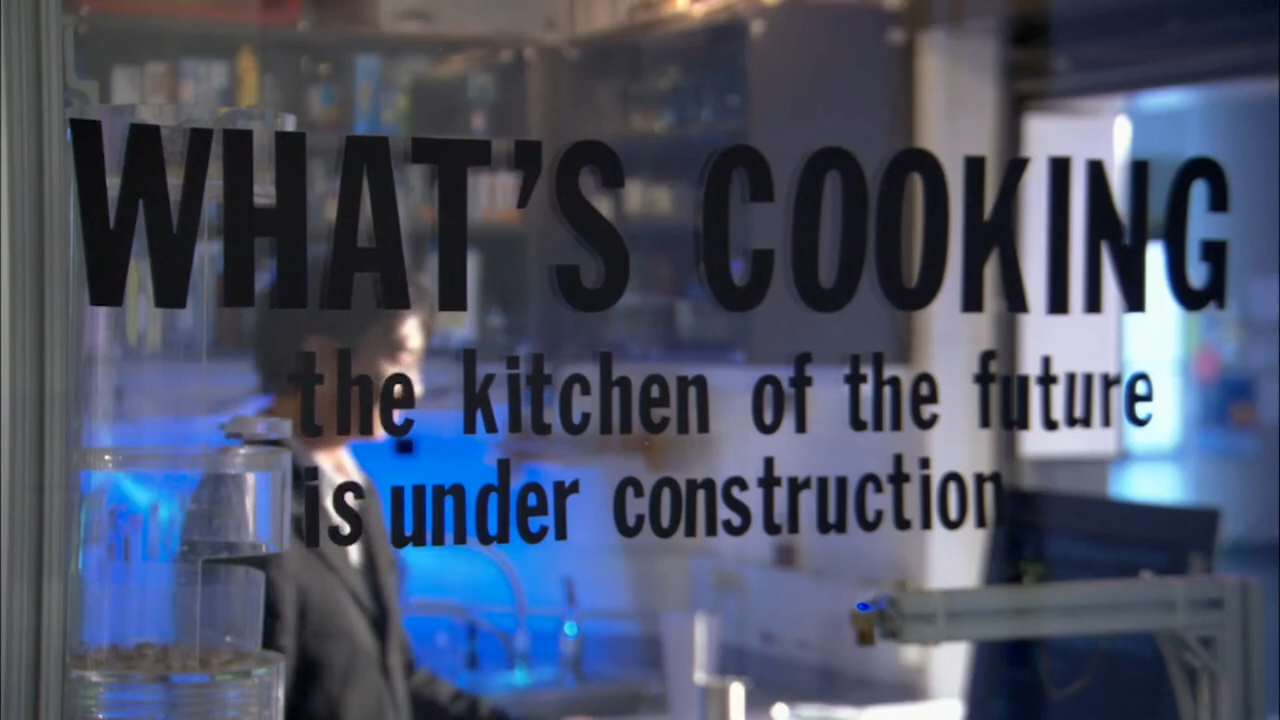 WHAT'S COOKING
the kitchen of the future
is under construction